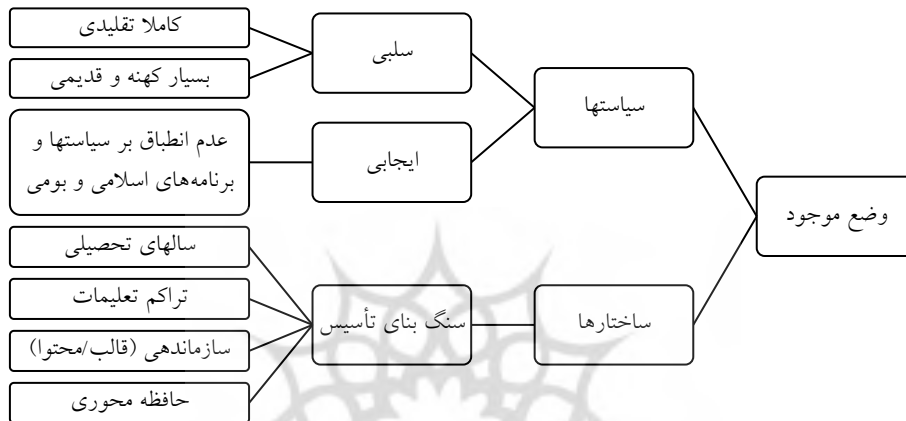 وضع موجود
سیاستها
سلبی
کاملا تقلیدی
بسیار کهنه و قدیمی
ایجابی
عدم انطباق بر سیاستها و
برنامه‌های اسلامی و بومی
ساختارها
سنگ بنای تأسیس
سالهای تحصیلی
تراکم تعلیمات
سازماندهی (قالب/محتوا)
حافظه محوری